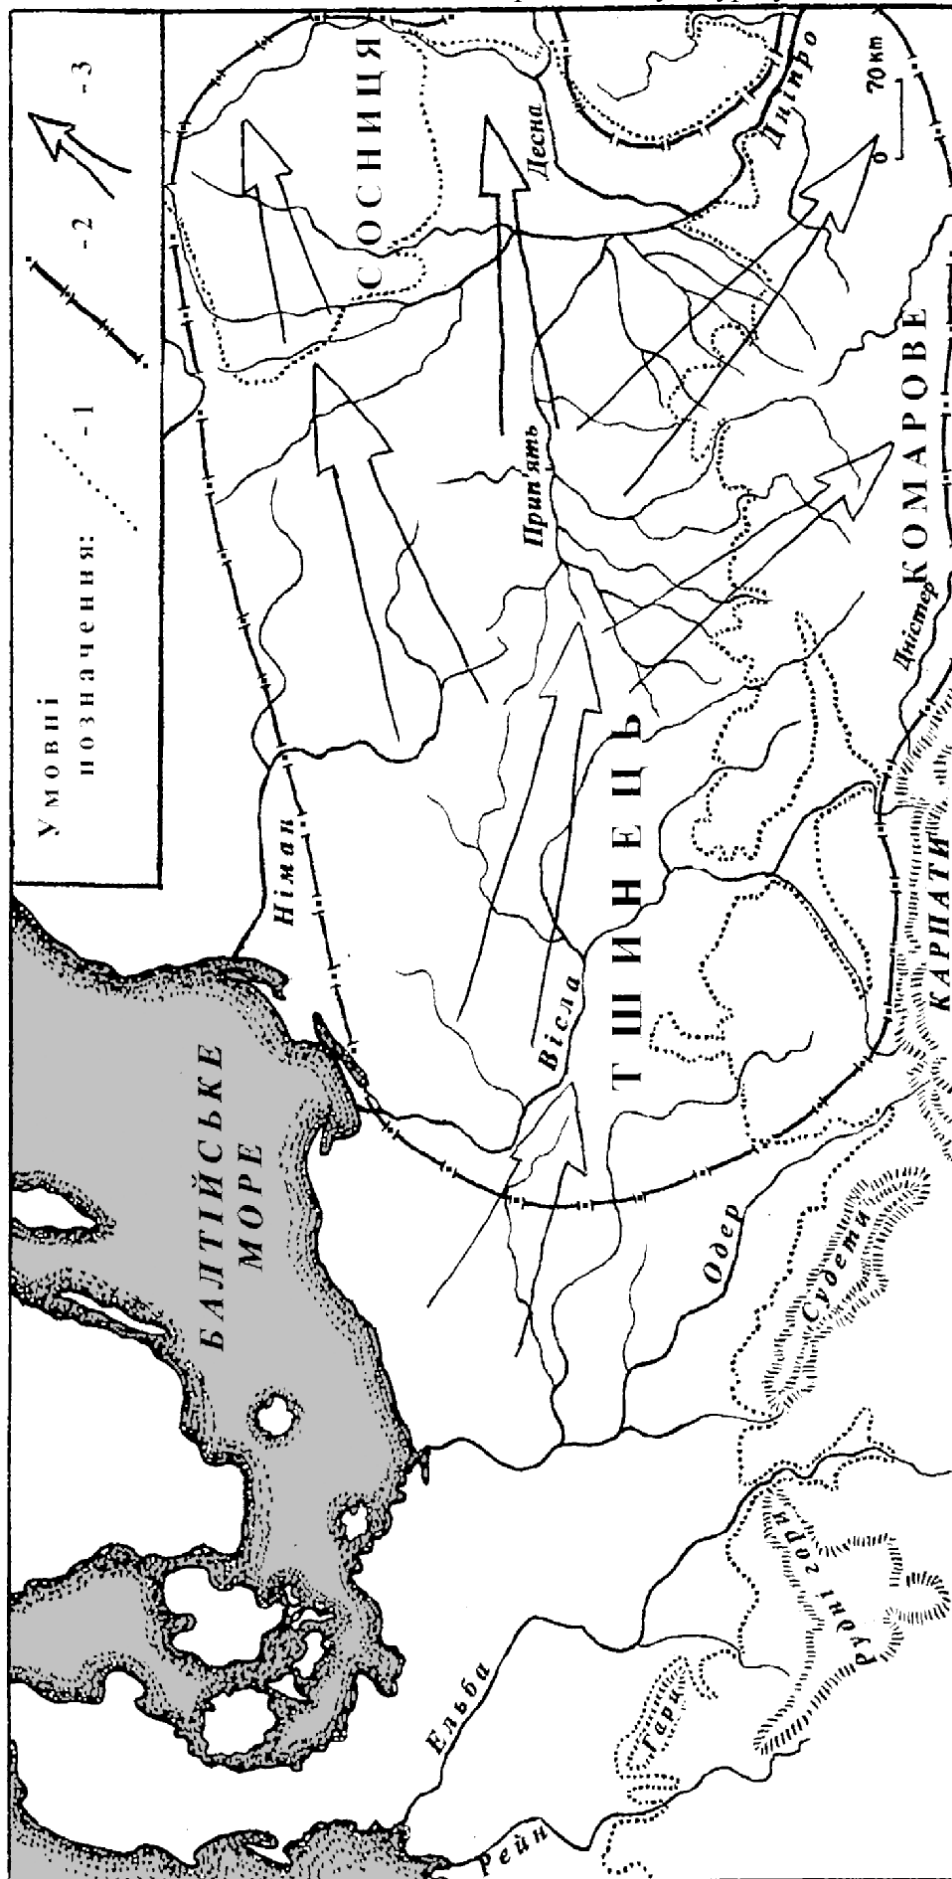 Умовні
позначення:
-1
-2
-3
БАЛТІЙСЬКЕ
МОРЕ
Німан
СОСНИЦЯ
Десна
Дніпро
0 70 км
Прип'ять
КОМАРОВЕ
Дністер
ТШИНЕЦЬ
Вісла
КАРПАТИ
Одер
Судети
Рудні гори
Гарц
Ельба
Рейн